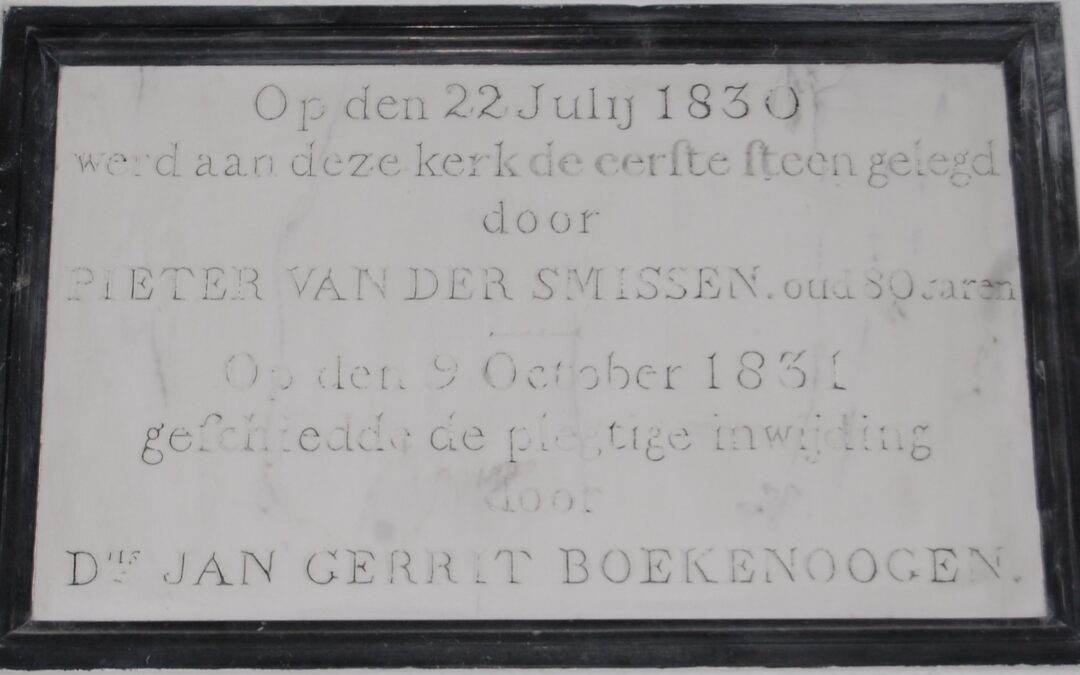 Op den 22 Julij 1830
werd aan deze kerk de eerſte ſteen gelegd
door
PIETER VAN DER SMISSEN. oud 80 Jaren
Op den 9 October 1831
geſchiedde de plegtige inwijding
door
Dns JAN GERRIT BOEKENOOGEN.